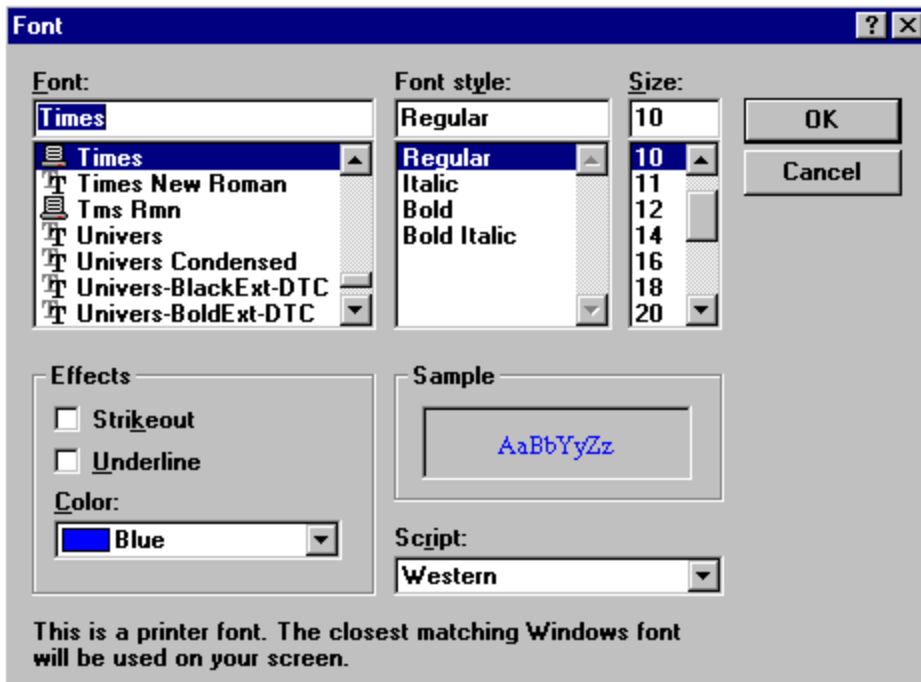 Font
Font:
Times
Times
Times New Roman
Tms Rmn
Univers
Univers Condensed
Univers-BlackExt-DTC
Univers-BoldExt-DTC
Font style:
Regular
Regular
Italic
Bold
Bold Italic
Size:
10
10
11
12
14
16
18
20
OK
Cancel
Effects
Strikeout
Underline
Color:
Blue
Sample
AaBbYyZz
Script:
Western
This is a printer font. The closest matching Windows font
will be used on your screen.